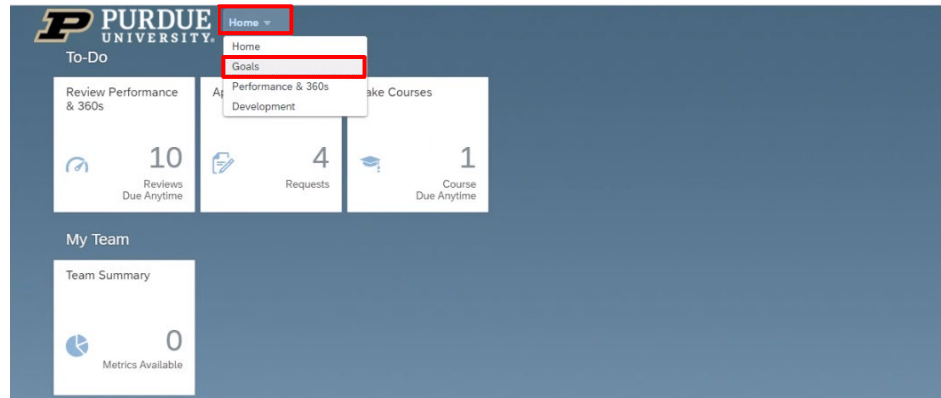 PURDUE
UNIVERSITY.
Home
Home
Goals
Performance & 360s
Development
To-Do
Review Performance
& 360s
10
Reviews
Due Anytime
4
Requests
ake Courses
1
Course
Due Anytime
My Team
Team Summary
0
Metrics Available